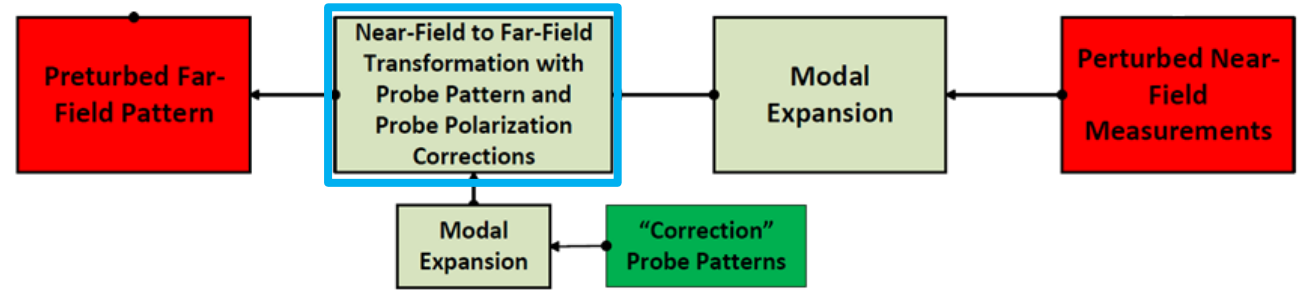 Preturbed Far-
Field Pattern
Near-Field to Far-Field
Transformation with
Probe Pattern and
Probe Polarization
Corrections
Modal
Expansion
Perturbed Near-
Field
Measurements
Modal
Expansion
“Correction”
Probe Patterns